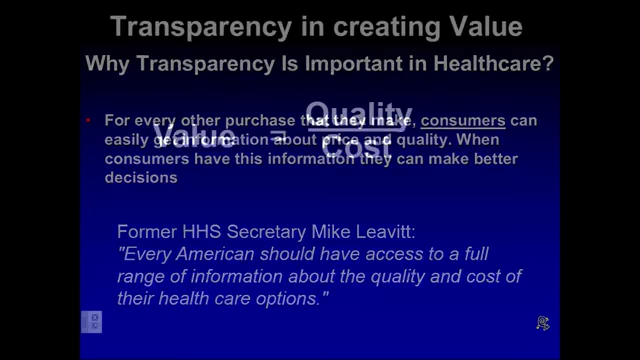 Transparency in creating Value
Why Transparency Is Important in Healthcare?
Quality
Value = Cost
• For every other purchase that they make, consumers can
easily get information about price and quality. When
consumers have this information they can make better
decisions
Former HHS Secretary Mike Leavitt:
"Every American should have access to a full
range of information about the quality and cost of
their health care options."